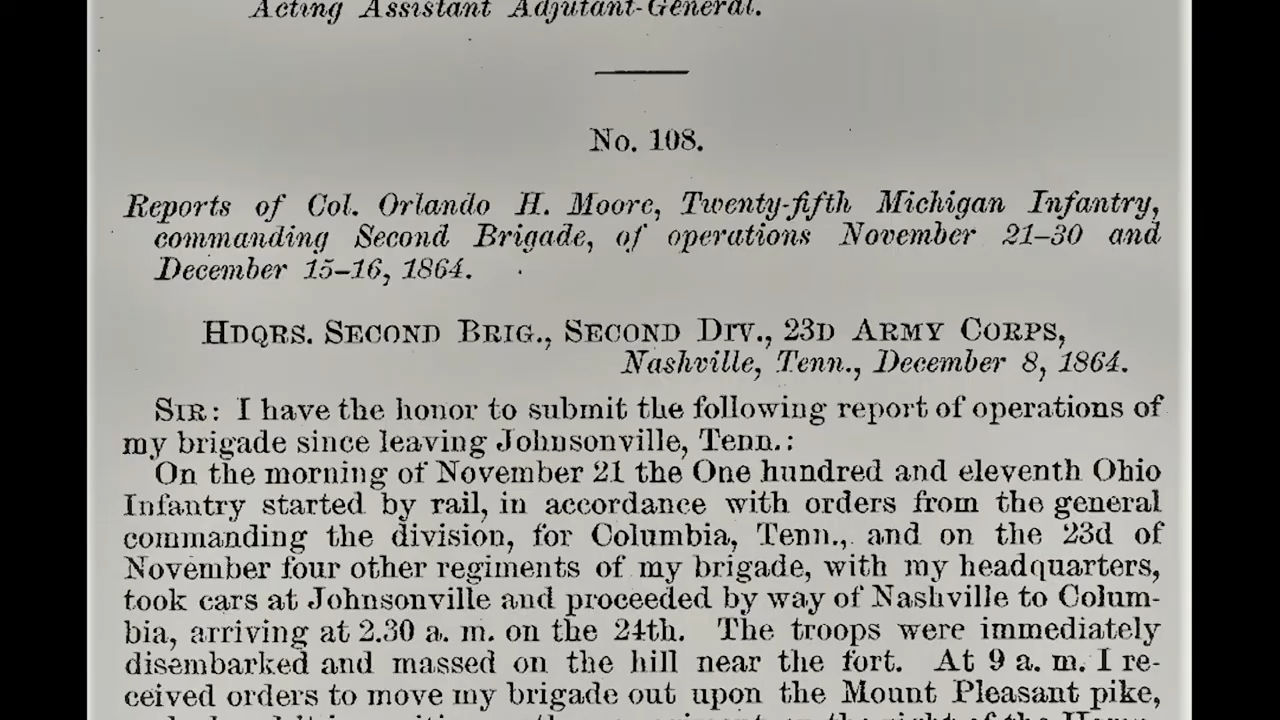 Acting Assistant Adjutant-General.
No. 108.
Reports of Col. Orlando H. Moore, Twenty-fifth Michigan Infantry,
commanding Second Brigade, of operations November 21–30 and
December 15–16, 1864.
HDQRS. SECOND BRIG., SECOND DIV., 23D ARMY CORPS,
Nashville, Tenn., December 8, 1864.
SIR: I have the honor to submit the following report of operations of
my brigade since leaving Johnsonville, Tenn.:
On the morning of November 21 the One hundred and eleventh Ohio
Infantry started by rail, in accordance with orders from the general
commanding the division, for Columbia, Tenn., and on the 23d of
November four other regiments of my brigade, with my headquarters,
took cars at Johnsonville and proceeded by way of Nashville to Colum-
bia, arriving at 2.30 a. m. on the 24th. The troops were immediately
disembarked and massed on the hill near the fort. At 9 a. m. I re-
ceived orders to move my brigade out upon the Mount Pleasant pike,